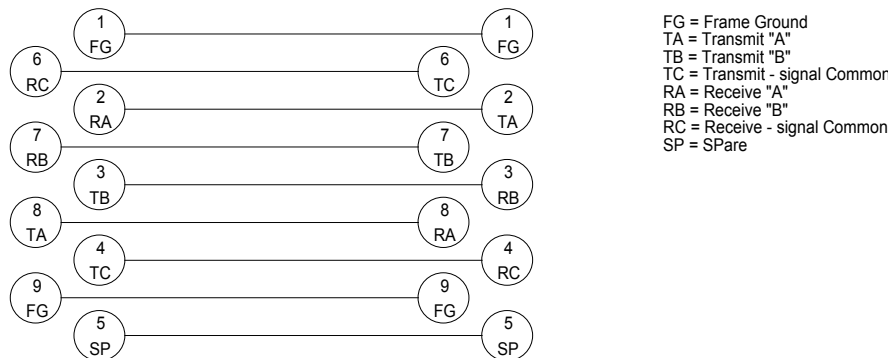 1 1
FG FG
6 6
RC TC
2 2
RA TA
7 7
RB TB
3 3
TB RB
8 8
TA RA
4 4
TC RC
9 9
FG FG
5 5
SP SP
FG = Frame Ground
TA = Transmit "A"
TB = Transmit "B"
TC = Transmit - signal Common
RA = Receive "A"
RB = Receive "B"
RC = Receive - signal Common
SP = SPare